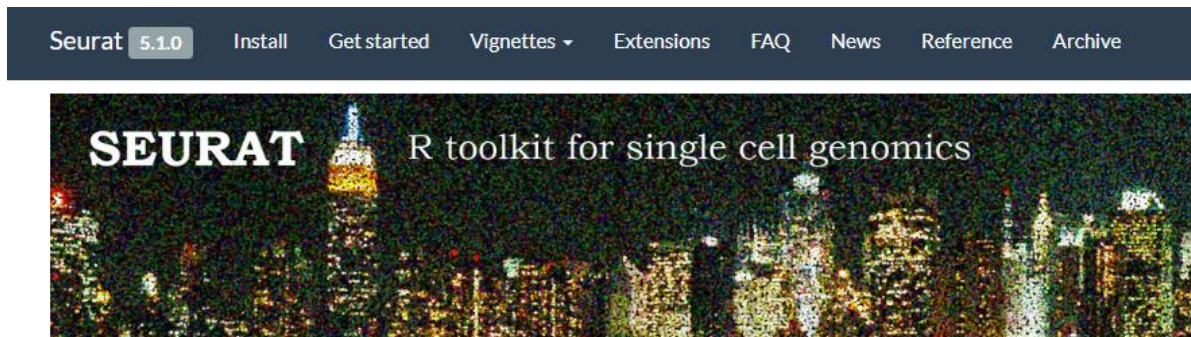 Seurat 5.1.0 Install Get started Vignettes Extensions FAQ News Reference Archive
SEURAT R toolkit for single cell genomics